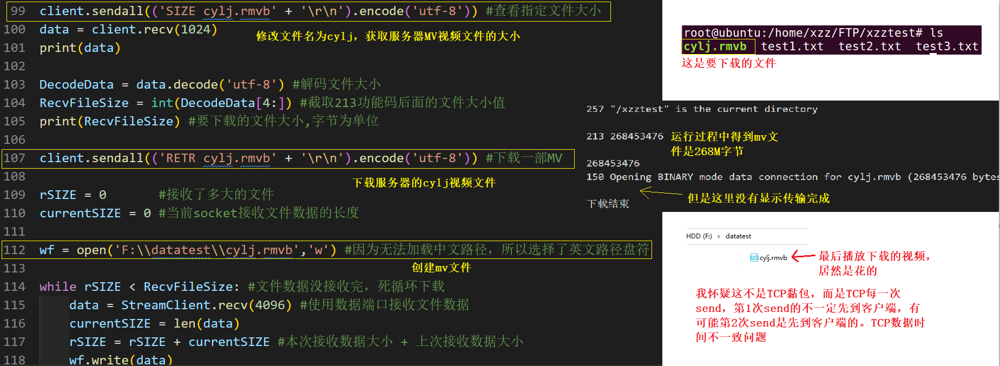 99 client.sendall(('SIZE cylj.rmvb' + '\r\n').encode('utf-8')) #查看指定文件大小
100 data = client.recv(1024)
修改文件名为cylj，获取服务器MV视频文件的大小
101 print(data)
102
103 DecodeData = data.decode('utf-8') #解码文件大小
104 RecvFileSize = int(DecodeData[4:]) #截取213功能码后面的文件大小值
105 print(RecvFileSize) #要下载的文件大小,字节为单位
106
107 client.sendall(('RETR cylj.rmvb' + '\r\n').encode('utf-8')) #下载一部MV
108
下载服务器的cylj视频文件
109 rSIZE = 0 #接收了多大的文件
110 currentSIZE = 0 #当前socket接收文件数据的长度
111
112 wf = open('F:\\datatest\\cylj.rmvb','w') #因为无法加载中文路径，所以选择了英文路径盘符
113
创建mv文件
114 while rSIZE < RecvFileSize: #文件数据没接收完，死循环下载
115 data = StreamClient.recv(4096) #使用数据端口接收文件数据
116 currentSIZE = len(data)
117 rSIZE = rSIZE + currentSIZE #本次接收数据大小 + 上次接收数据大小
118 wf.write(data)
root@ubuntu:/home/xzz/FTP/xzztest# ls
cylj.rmvb test1.txt test2.txt test3.txt
这是要下载的文件
257 "/xzztest" is the current directory
213 268453476
运行过程中得到mv文
件是268M字节
268453476
150 Opening BINARY mode data connection for cylj.rmvb (268453476 bytes
但是这里没有显示传输完成
下载结束
HDD (F:) › datatest
cylj.rmvb
最后播放下载的视频，
居然是花的
我怀疑这不是TCP黏包，而是TCP每一次
send，第1次send的不一定先到客户端，有
可能第2次send是先到客户端的。TCP数据时
间不一致问题